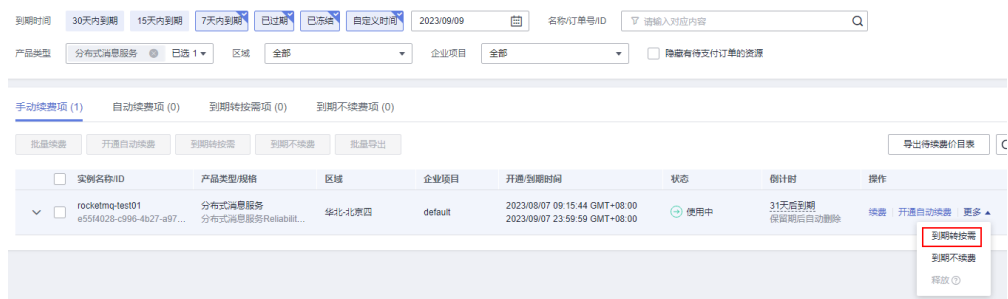 到期时间 30天内到期 15天内到期 7天内到期 已过期 已冻结 自定义时间 2023/09/09 名称/订单号/ID 请输入对应内容
产品类型 分布式消息服务 已选 1 区域 全部 企业项目 全部 隐藏有待支付订单的资源
手动续费项 (1) 自动续费项 (0) 到期转按需项 (0) 到期不续费项 (0)
批量续费 开通自动续费 到期转按需 到期不续费 批量导出 导出待续费价目表
实例名称/ID 产品类型/规格 区域 企业项目 开通/到期时间 状态 倒计时 操作
rocketmq-test01 分布式消息服务 华北-北京四 default 2023/08/07 09:15:44 GMT+08:00 使用中 31天后到期 续费 开通自动续费 更多
e55f4028-c996-4b27-a97... 分布式消息服务Reliabilit... 2023/09/07 23:59:59 GMT+08:00 保留期后自动删除
到期转按需
到期不续费
释放